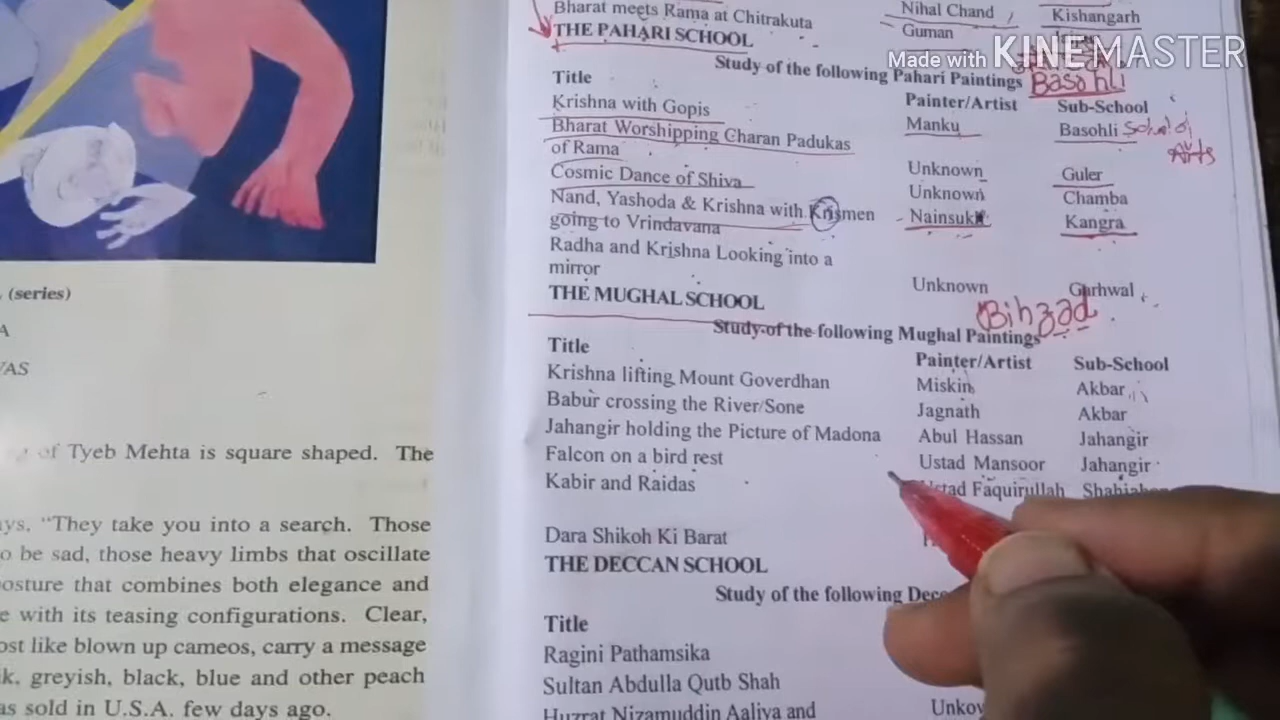 (series)
A
VAS
of Tyeb Mehta is square shaped. The
ays, "They take you into a search. Those
o be sad, those heavy limbs that oscillate
osture that combines both elegance and
e with its teasing configurations. Clear,
ost like blown up cameos, carry a message
k, greyish, black, blue and other peach
as sold in U.S.A. few days ago.
Bharat meets Rama at Chitrakuta Nihal Chand Kishangarh
Guman
THE PAHARI SCHOOL
Made with KINEMASTER
Study of the following Pahari Paintings Basohli
Title Painter/Artist Sub-School
Krishna with Gopis Manku Basohli School of Arts
Bharat Worshipping Charan Padukas
of Rama Unknown Guler
Cosmic Dance of Shiva Unknown Chamba
Nand, Yashoda & Krishna with Krismen Nainsukh Kangra
going to Vrindavana
Radha and Krishna Looking into a
mirror Unknown Garhwal
THE MUGHAL SCHOOL Bihzad
Study of the following Mughal Paintings
Title Painter/Artist Sub-School
Krishna lifting Mount Goverdhan Miskin Akbar
Babur crossing the River/Sone Jagnath Akbar
Jahangir holding the Picture of Madona Abul Hassan Jahangir
Falcon on a bird rest Ustad Mansoor Jahangir
Kabir and Raidas Ustad Faquirullah Shahjahan
Dara Shikoh Ki Barat
THE DECCAN SCHOOL
Study of the following Dec
Title
Ragini Pathamsika
Sultan Abdulla Qutb Shah
Huzrat Nizamuddin Aaliya and Unkov